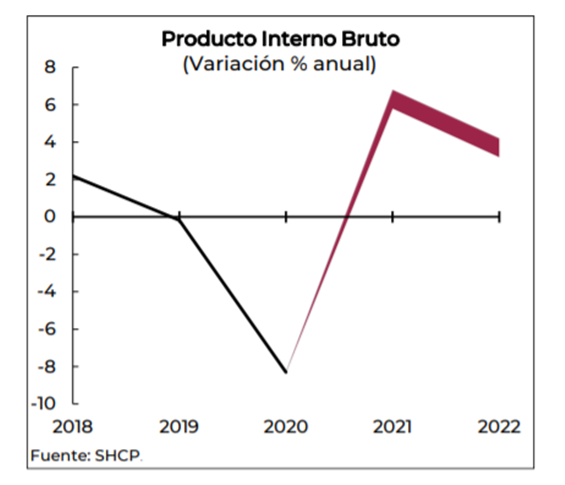 Producto Interno Bruto
(Variación % anual)
8
6
4
2
0
-2
-4
-6
-8
-10
2018 2019 2020 2021 2022
Fuente: SHCP.